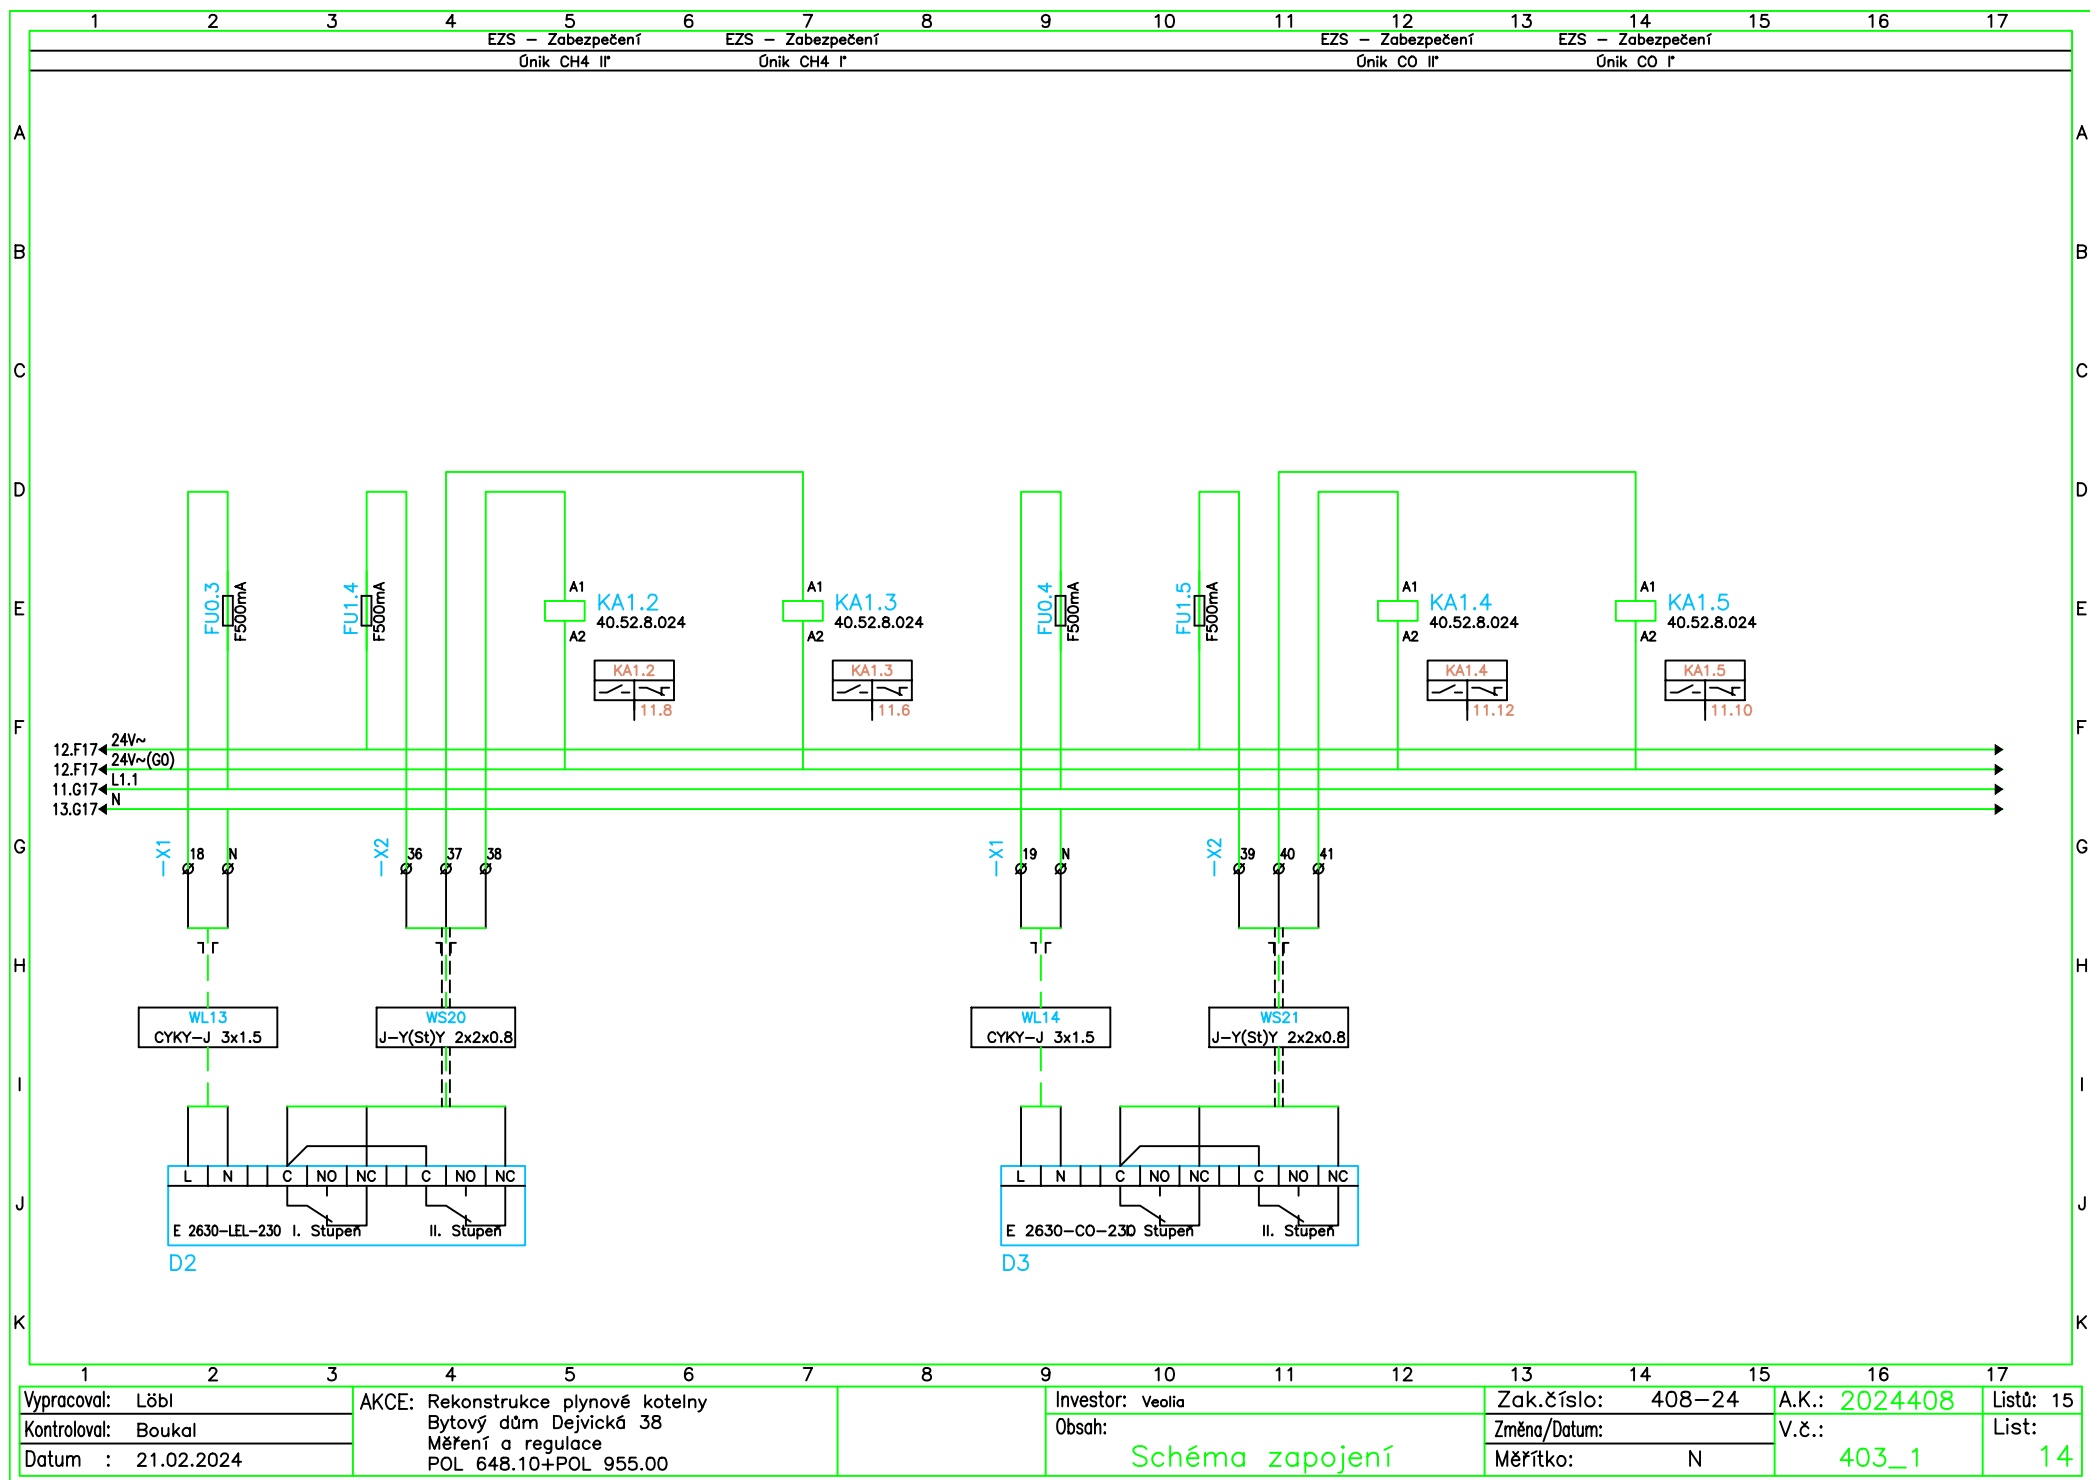 1 2 3 4 5 6 7 8 9 10 11 12 13 14 15 16 17
EZS – Zabezpečení EZS – Zabezpečení EZS – Zabezpečení EZS – Zabezpečení
Únik CH4 II° Únik CH4 I° Únik CO II° Únik CO I°
A A
B B
C C
D D
E E
FU0.3 F500mA FU1.4 F500mA A1 KA1.2 40.52.8.024 A2 A1 KA1.3 40.52.8.024 A2 FU0.4 F500mA FU1.5 F500mA A1 KA1.4 40.52.8.024 A2 A1 KA1.5 40.52.8.024 A2
KA1.2 KA1.3 KA1.4 KA1.5
11.8 11.6 11.12 11.10
F F
12.F17 24V~
12.F17 24V~(G0)
11.G17 L1.1
13.G17 N
G G
–X1 18 N –X2 36 37 38 –X1 19 N –X2 39 40 41
H H
WL13 WS20 WL14 WS21
CYKY–J 3x1.5 J–Y(St)Y 2x2x0.8 CYKY–J 3x1.5 J–Y(St)Y 2x2x0.8
I I
L N C NO NC C NO NC L N C NO NC C NO NC
J J
E 2630–LEL–230 I. Stupeň II. Stupeň E 2630–CO–230 I. Stupeň II. Stupeň
D2 D3
K K
1 2 3 4 5 6 7 8 9 10 11 12 13 14 15 16 17
Vypracoval: Löbl
Kontroloval: Boukal
Datum : 21.02.2024
AKCE: Rekonstrukce plynové kotelny
Bytový dům Dejvická 38
Měření a regulace
POL 648.10+POL 955.00
Investor: Veolia
Obsah:
Schéma zapojení
Zak.číslo: 408–24
Změna/Datum:
Měřítko: N
A.K.: 2024408
V.č.:
403_1
Listů: 15
List:
14